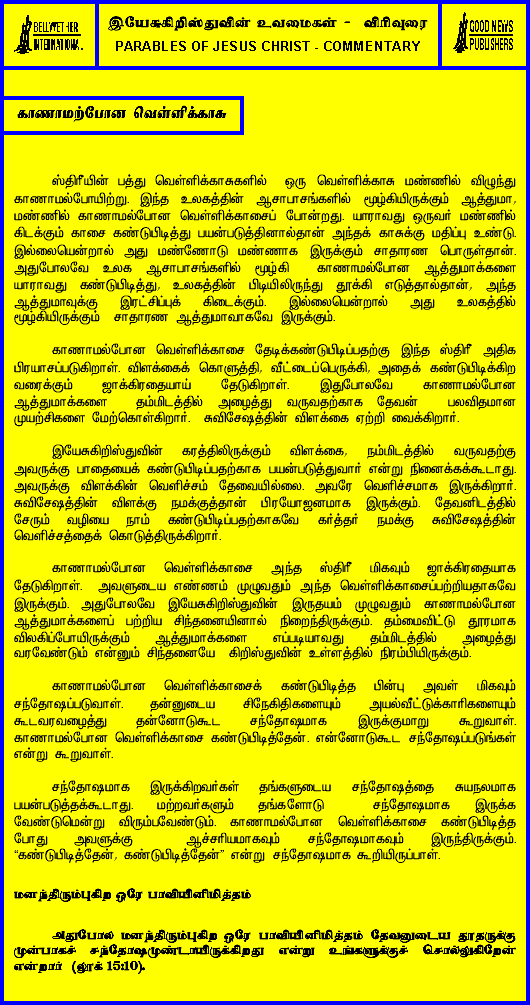 BELLWETHER
INTERNATIONAL
இயேசுகிறிஸ்துவின் உவமைகள் - விரிவுரை
PARABLES OF JESUS CHRIST - COMMENTARY
GOOD NEWS
PUBLISHERS
காணாமற்போன வெள்ளிக்காசு
ஸ்திரீயின் பத்து வெள்ளிக்காசுகளில் ஒரு வெள்ளிக்காசு மண்ணில் விழுந்து
காணாமல்போயிற்று. இந்த உலகத்தின் ஆசாபாசங்களில் மூழ்கியிருக்கும் ஆத்துமா,
மண்ணில் காணாமல்போன வெள்ளிக்காசைப் போன்றது. யாராவது ஒருவர் மண்ணில்
கிடக்கும் காசை கண்டுபிடித்து பயன்படுத்தினால்தான் அந்தக் காசுக்கு மதிப்பு உண்டு.
இல்லையென்றால் அது மண்ணோடு மண்ணாக இருக்கும் சாதாரண பொருள்தான்.
அதுபோலவே உலக ஆசாபாசங்களில் மூழ்கி காணாமல்போன ஆத்துமாக்களை
யாராவது கண்டுபிடித்து, உலகத்தின் பிடியிலிருந்து தூக்கி எடுத்தால்தான், அந்த
ஆத்துமாவுக்கு இரட்சிப்புக் கிடைக்கும். இல்லையென்றால் அது உலகத்தில்
மூழ்கியிருக்கும் சாதாரண ஆத்துமாவாகவே இருக்கும்.
காணாமல்போன வெள்ளிக்காசை தேடிக்கண்டுபிடிப்பதற்கு இந்த ஸ்திரீ அதிக
பிரயாசப்படுகிறாள். விளக்கைக் கொளுத்தி, வீட்டைப்பெருக்கி, அதைக் கண்டுபிடிக்கிற
வரைக்கும் ஜாக்கிரதையாய் தேடுகிறாள். இதுபோலவே காணாமல்போன
ஆத்துமாக்களை தம்மிடத்தில் அழைத்து வருவதற்காக தேவன் பலவிதமான
முயற்சிகளை மேற்கொள்கிறார். சுவிசேஷத்தின் விளக்கை ஏற்றி வைக்கிறார்.
இயேசுகிறிஸ்துவின் கரத்திலிருக்கும் விளக்கை, நம்மிடத்தில் வருவதற்கு
அவருக்கு பாதையைக் கண்டுபிடிப்பதற்காக பயன்படுத்துவார் என்று நினைக்கக்கூடாது.
அவருக்கு விளக்கின் வெளிச்சம் தேவையில்லை. அவரே வெளிச்சமாக இருக்கிறார்.
சுவிசேஷத்தின் விளக்கு நமக்குத்தான் பிரயோஜனமாக இருக்கும். தேவனிடத்தில்
சேரும் வழியை நாம் கண்டுபிடிப்பதற்காகவே கர்த்தர் நமக்கு சுவிசேஷத்தின்
வெளிச்சத்தைக் கொடுத்திருக்கிறார்.
காணாமல்போன வெள்ளிக்காசை அந்த ஸ்திரீ மிகவும் ஜாக்கிரதையாக
தேடுகிறாள். அவளுடைய எண்ணம் முழுவதும் அந்த வெள்ளிக்காசைப்பற்றியதாகவே
இருக்கும். அதுபோலவே இயேசுகிறிஸ்துவின் இருதயம் முழுவதும் காணாமல்போன
ஆத்துமாக்களைப் பற்றிய சிந்தனையினால் நிறைந்திருக்கும். தம்மைவிட்டு தூரமாக
விலகிப்போயிருக்கும் ஆத்துமாக்களை எப்படியாவது தம்மிடத்தில் அழைத்து
வரவேண்டும் என்னும் சிந்தனையே கிறிஸ்துவின் உள்ளத்தில் நிரம்பியிருக்கும்.
காணாமல்போன வெள்ளிக்காசைக் கண்டுபிடித்த பின்பு அவள் மிகவும்
சந்தோஷப்படுவாள். தன்னுடைய சிநேகிதிகளையும் அயல்வீட்டுக்காரிகளையும்
கூடவரவழைத்து தன்னோடுகூட சந்தோஷமாக இருக்குமாறு கூறுவாள்.
காணாமல்போன வெள்ளிக்காசை கண்டுபிடித்தேன். என்னோடுகூட சந்தோஷப்படுங்கள்
என்று கூறுவாள்.
சந்தோஷமாக இருக்கிறவர்கள் தங்களுடைய சந்தோஷத்தை சுயநலமாக
பயன்படுத்தக்கூடாது. மற்றவர்களும் தங்களோடு சந்தோஷமாக இருக்க
வேண்டுமென்று விரும்பவேண்டும். காணாமல்போன வெள்ளிக்காசை கண்டுபிடித்த
போது அவளுக்கு ஆச்சரியமாகவும் சந்தோஷமாகவும் இருந்திருக்கும்.
“கண்டுபிடித்தேன், கண்டுபிடித்தேன்” என்று சந்தோஷமாக கூறியிருப்பாள்.
மனந்திரும்புகிற ஒரே பாவியினிமித்தம்
அதுபோல மனந்திரும்புகிற ஒரே பாவியினிமித்தம் தேவனுடைய தூதருக்கு
முன்பாகச் சந்தோஷமுண்டாயிருக்கிறது என்று உங்களுக்குச் சொல்லுகிறேன்
என்றார் (லூக் 15:10).